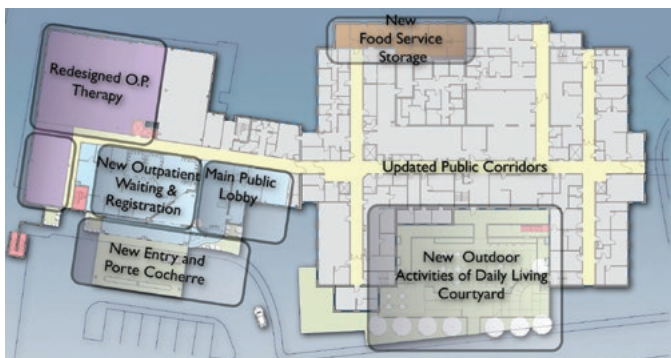 New
Food Service
Storage
Redesigned O.P.
Therapy
New Outpatient
Waiting &
Registration
Main Public
Lobby
Updated Public Corridors
New Entry and
Porte Cocherre
New Outdoor
Activities of Daily Living
Courtyard